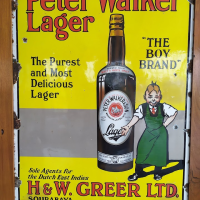 Peter Walker
Lager
The Purest
and Most
Delicious
Lager
"THE
BOY
BRAND"
Lager
Sole Agents for
the Dutch East Indies
H & W. GREER LTD.
SOURABAYA